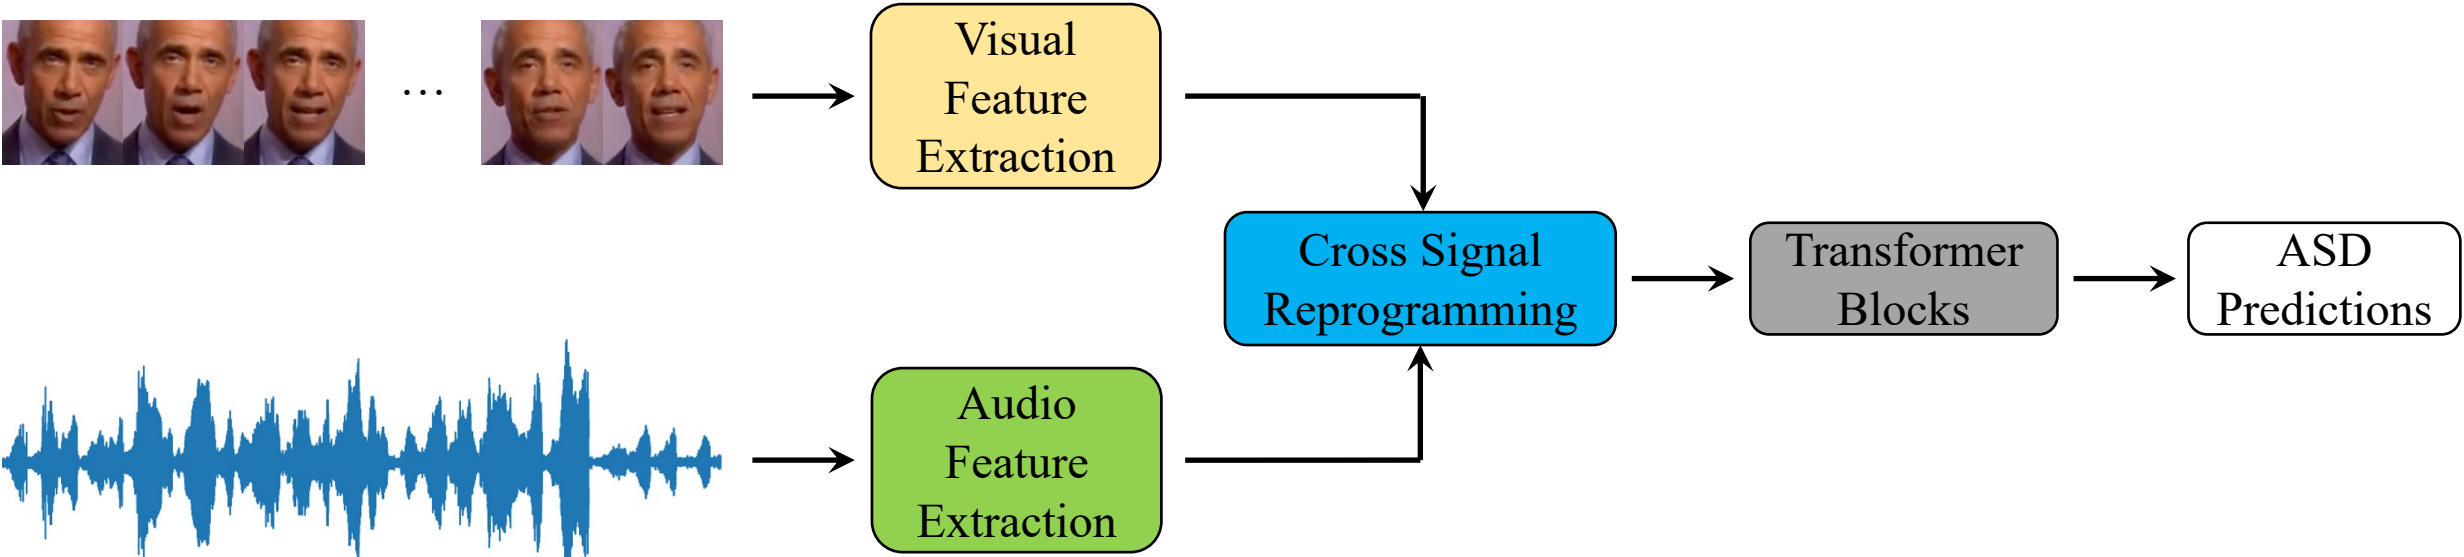 ...
Visual
Feature
Extraction
Cross Signal
Reprogramming
Transformer
Blocks
ASD
Predictions
Audio
Feature
Extraction